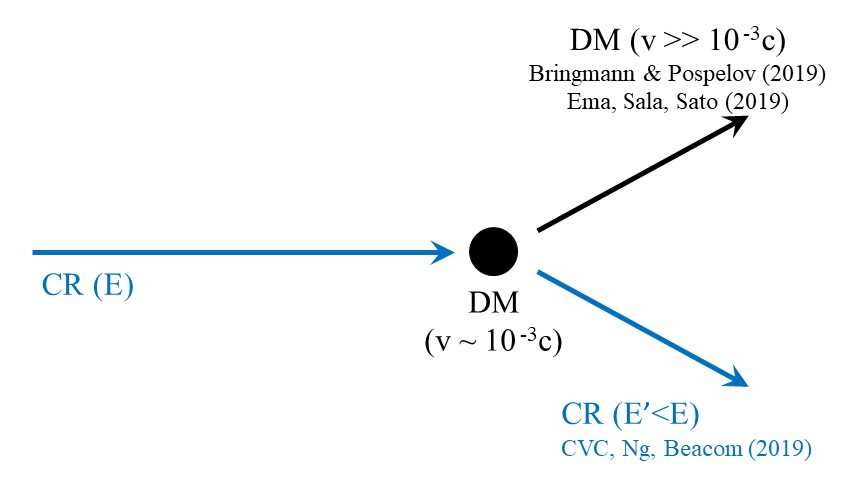 DM (v >> 10⁻³c)
Bringmann & Pospelov (2019)
Ema, Sala, Sato (2019)
CR (E)
DM
(v ~ 10⁻³c)
CR (E′<E)
CVC, Ng, Beacom (2019)